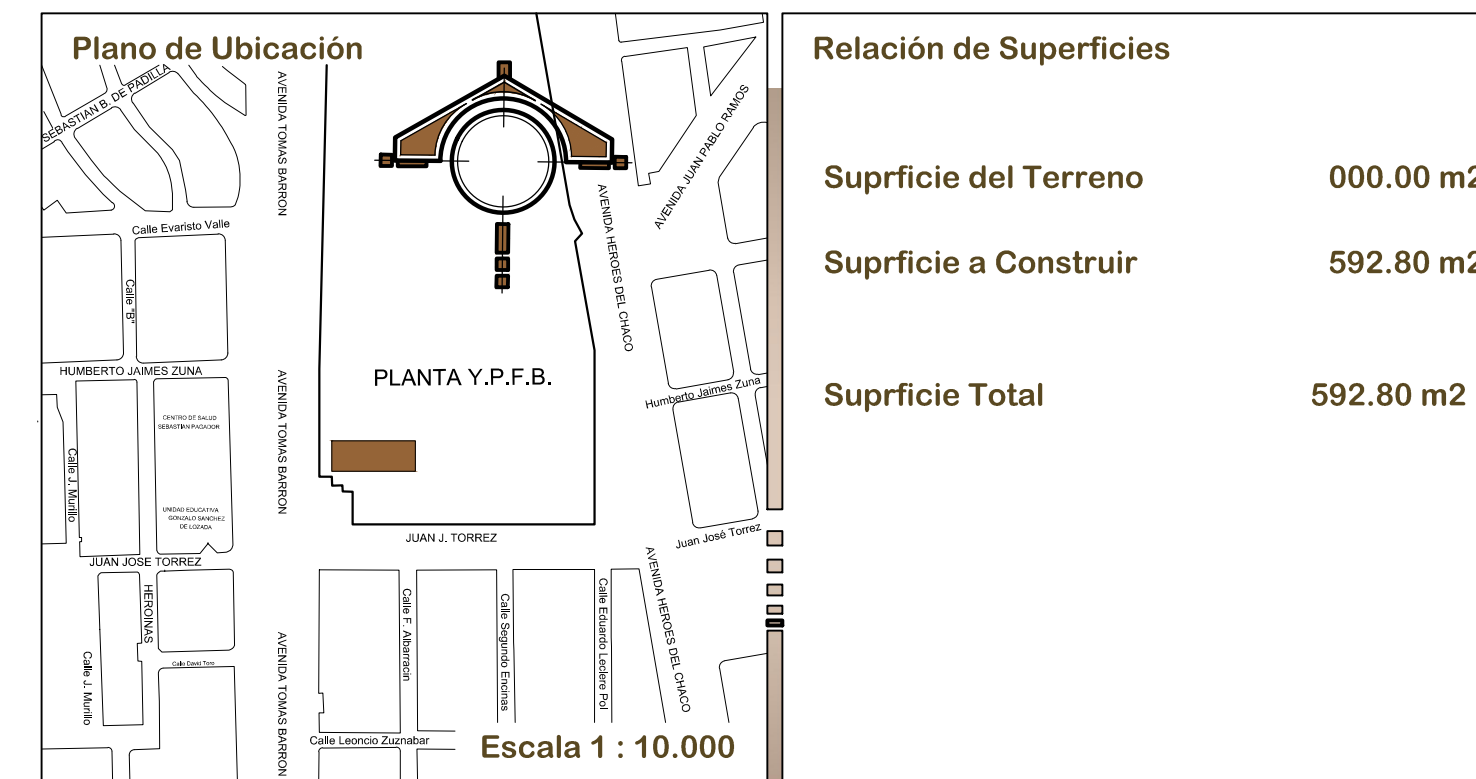 Plano de Ubicación
SEBASTIAN B. DE PADILLA
AVENIDA TOMAS BARRON
AVENIDA JUAN PABLO RAMOS
Calle Evaristo Valle
AVENIDA HEROES DEL CHACO
Calle "B"
HUMBERTO JAIMES ZUNA
AVENIDA TOMAS BARRON
PLANTA Y.P.F.B.
Humberto Jaimes Zuna
CENTRO DE SALUD
SEBASTIAN PAGADOR
Calle J. Murillo
UNIDAD EDUCATIVA
GONZALO SANCHEZ
DE LOZADA
JUAN J. TORREZ
Juan José Torrez
JUAN JOSE TORREZ
HEROINAS
Calle F. Albarracin
Calle Segundo Encinas
Calle Eduardo Leclere Pol
AVENIDA HEROES DEL CHACO
Calle J. Murillo
Calle David Toro
AVENIDA TOMAS BARRON
Calle Leoncio Zuznabar
Escala 1 : 10.000
Relación de Superficies
Suprficie del Terreno 000.00 m2
Suprficie a Construir 592.80 m2
Suprficie Total 592.80 m2